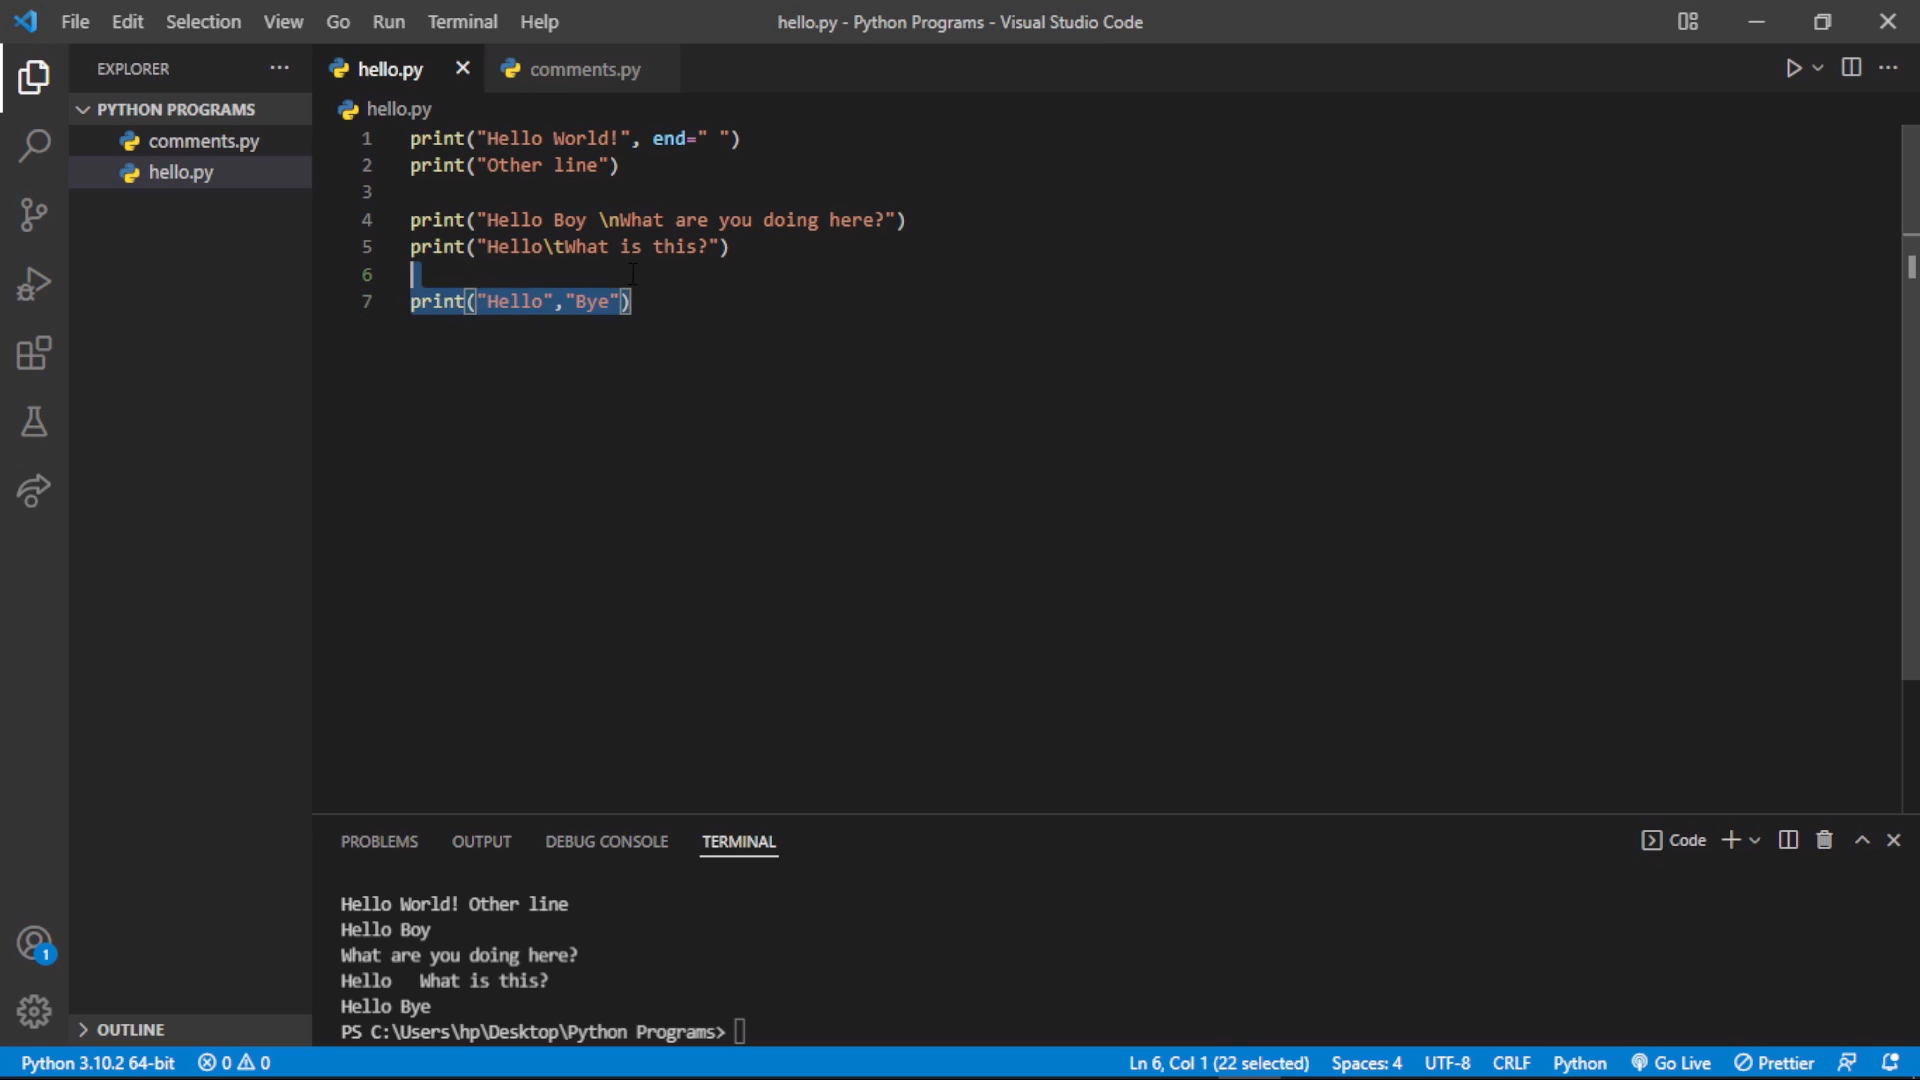 File Edit Selection View Go Run Terminal Help hello.py - Python Programs - Visual Studio Code
EXPLORER ... hello.py comments.py
PYTHON PROGRAMS
comments.py
hello.py
hello.py
1 print("Hello World!", end=" ")
2 print("Other line")
3
4 print("Hello Boy \nWhat are you doing here?")
5 print("Hello\tWhat is this?")
6
7 print("Hello","Bye")
PROBLEMS OUTPUT DEBUG CONSOLE TERMINAL Code
Hello World! Other line
Hello Boy
What are you doing here?
Hello   What is this?
Hello Bye
PS C:\Users\hp\Desktop\Python Programs>
1
OUTLINE
Python 3.10.2 64-bit 0 0 Ln 6, Col 1 (22 selected) Spaces: 4 UTF-8 CRLF Python Go Live Prettier